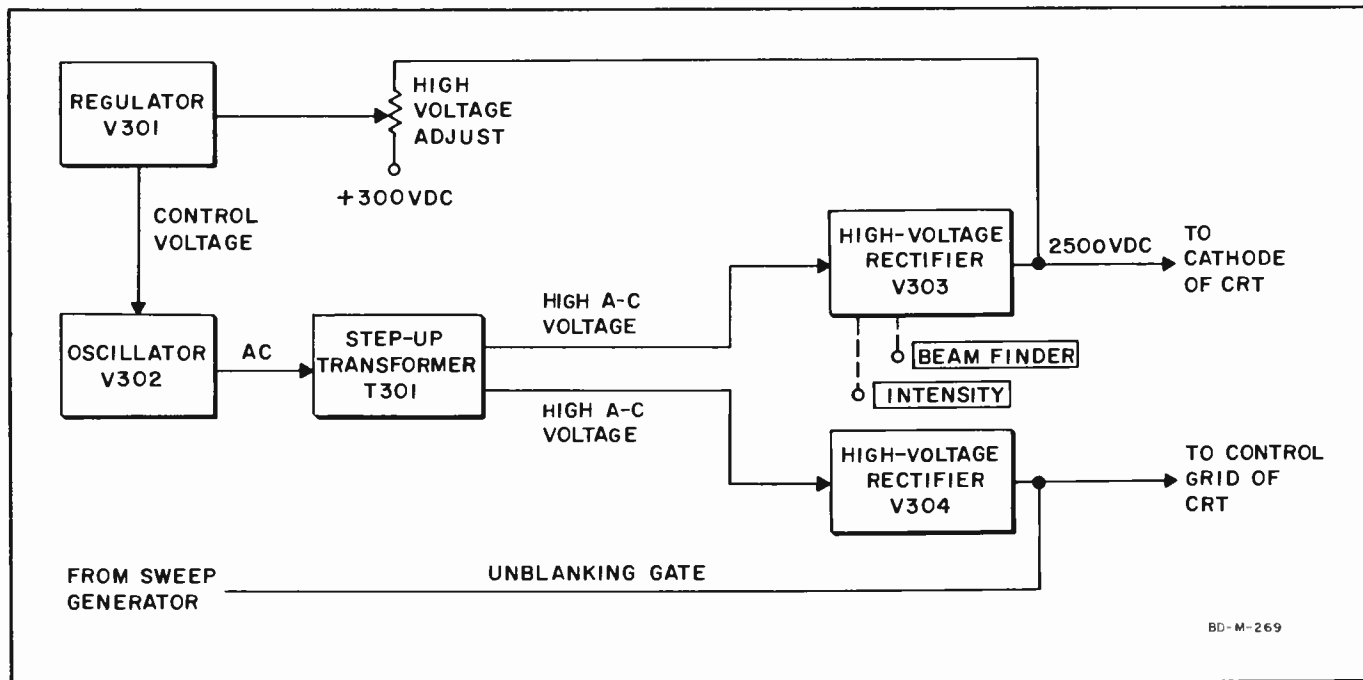 REGULATOR
V301
HIGH
VOLTAGE
ADJUST
+300VDC
CONTROL
VOLTAGE
OSCILLATOR
V302
AC
STEP-UP
TRANSFORMER
T301
HIGH A-C
VOLTAGE
HIGH A-C
VOLTAGE
HIGH-VOLTAGE
RECTIFIER
V303
2500VDC
TO
CATHODE
OF CRT
BEAM FINDER
INTENSITY
HIGH-VOLTAGE
RECTIFIER
V304
TO CONTROL
GRID OF
CRT
FROM SWEEP
GENERATOR
UNBLANKING GATE
BD-M-269